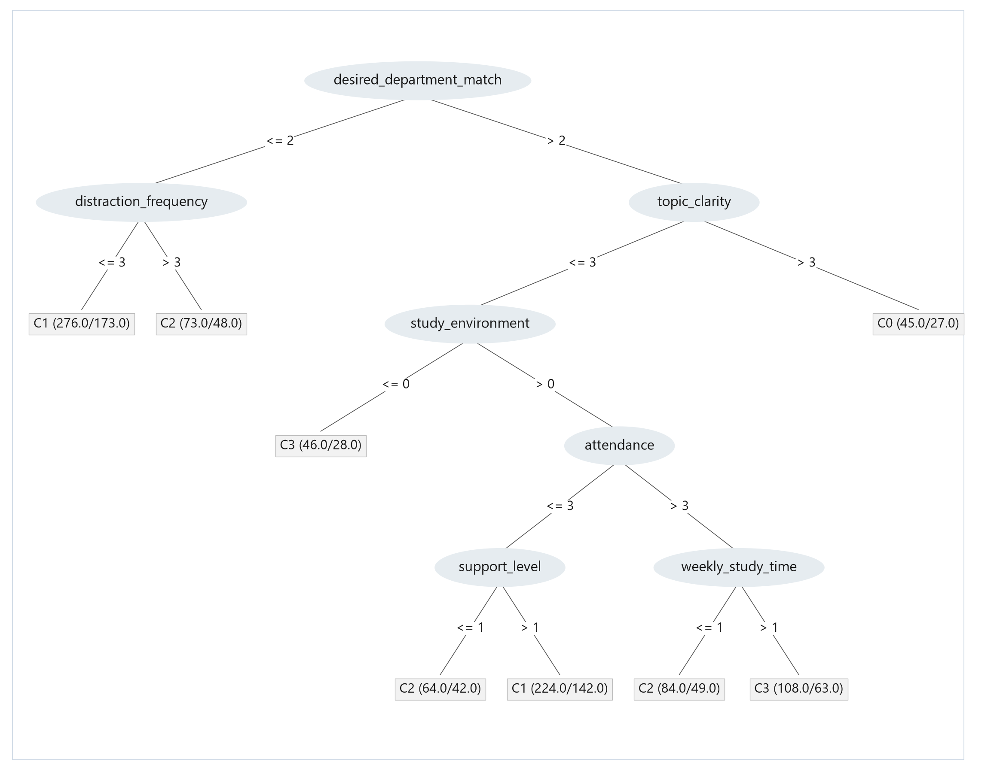 desired_department_match
<= 2
> 2
distraction_frequency
topic_clarity
<= 3
> 3
<= 3
> 3
C1 (276.0/173.0)
C2 (73.0/48.0)
study_environment
C0 (45.0/27.0)
<= 0
> 0
C3 (46.0/28.0)
attendance
<= 3
> 3
support_level
weekly_study_time
<= 1
> 1
<= 1
> 1
C2 (64.0/42.0)
C1 (224.0/142.0)
C2 (84.0/49.0)
C3 (108.0/63.0)